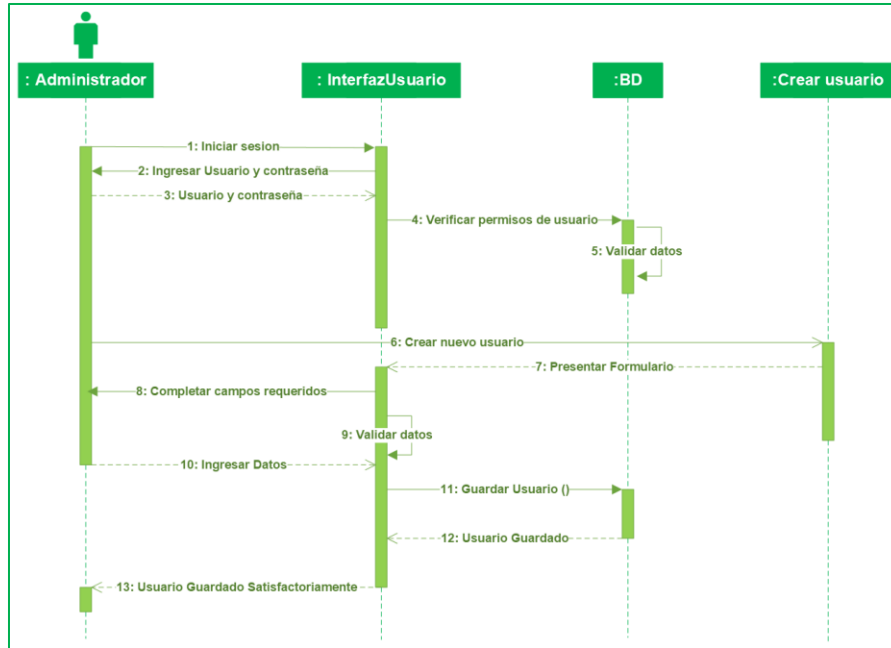 : Administrador
: InterfazUsuario
:BD
:Crear usuario
1: Iniciar sesion
2: Ingresar Usuario y contraseña
3: Usuario y contraseña
4: Verificar permisos de usuario
5: Validar datos
6: Crear nuevo usuario
7: Presentar Formulario
8: Completar campos requeridos
9: Validar datos
10: Ingresar Datos
11: Guardar Usuario ()
12: Usuario Guardado
13: Usuario Guardado Satisfactoriamente